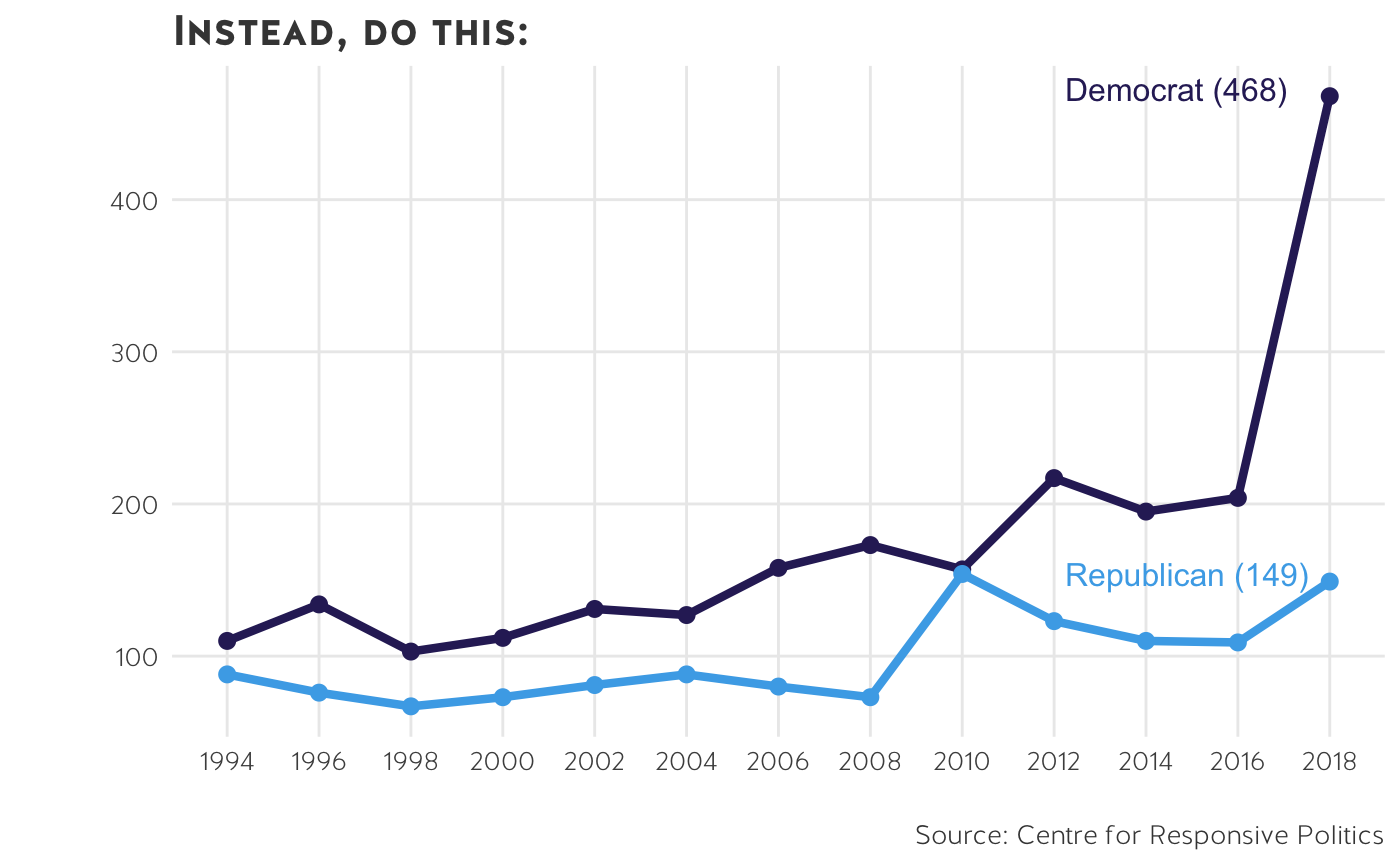 INSTEAD, DO THIS:
Democrat (468)
400
300
200
Republican (149)
100
1994 1996 1998 2000 2002 2004 2006 2008 2010 2012 2014 2016 2018
Source: Centre for Responsive Politics